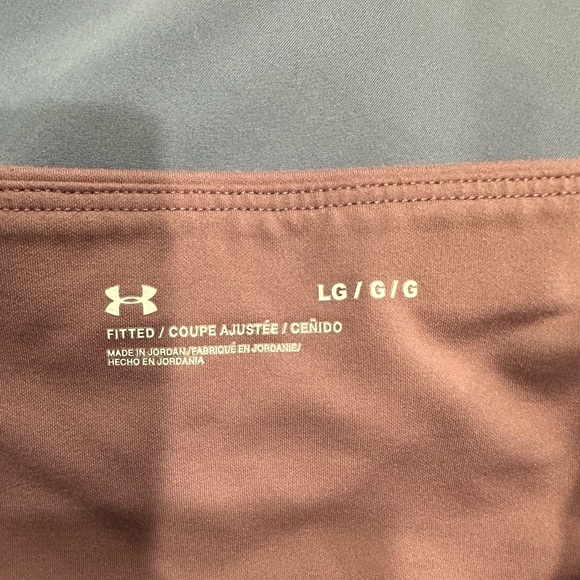 LG / G / G
FITTED / COUPE AJUSTÉE / CEÑIDO
MADE IN JORDAN/FABRIQUÉ EN JORDANIE/
HECHO EN JORDANIA